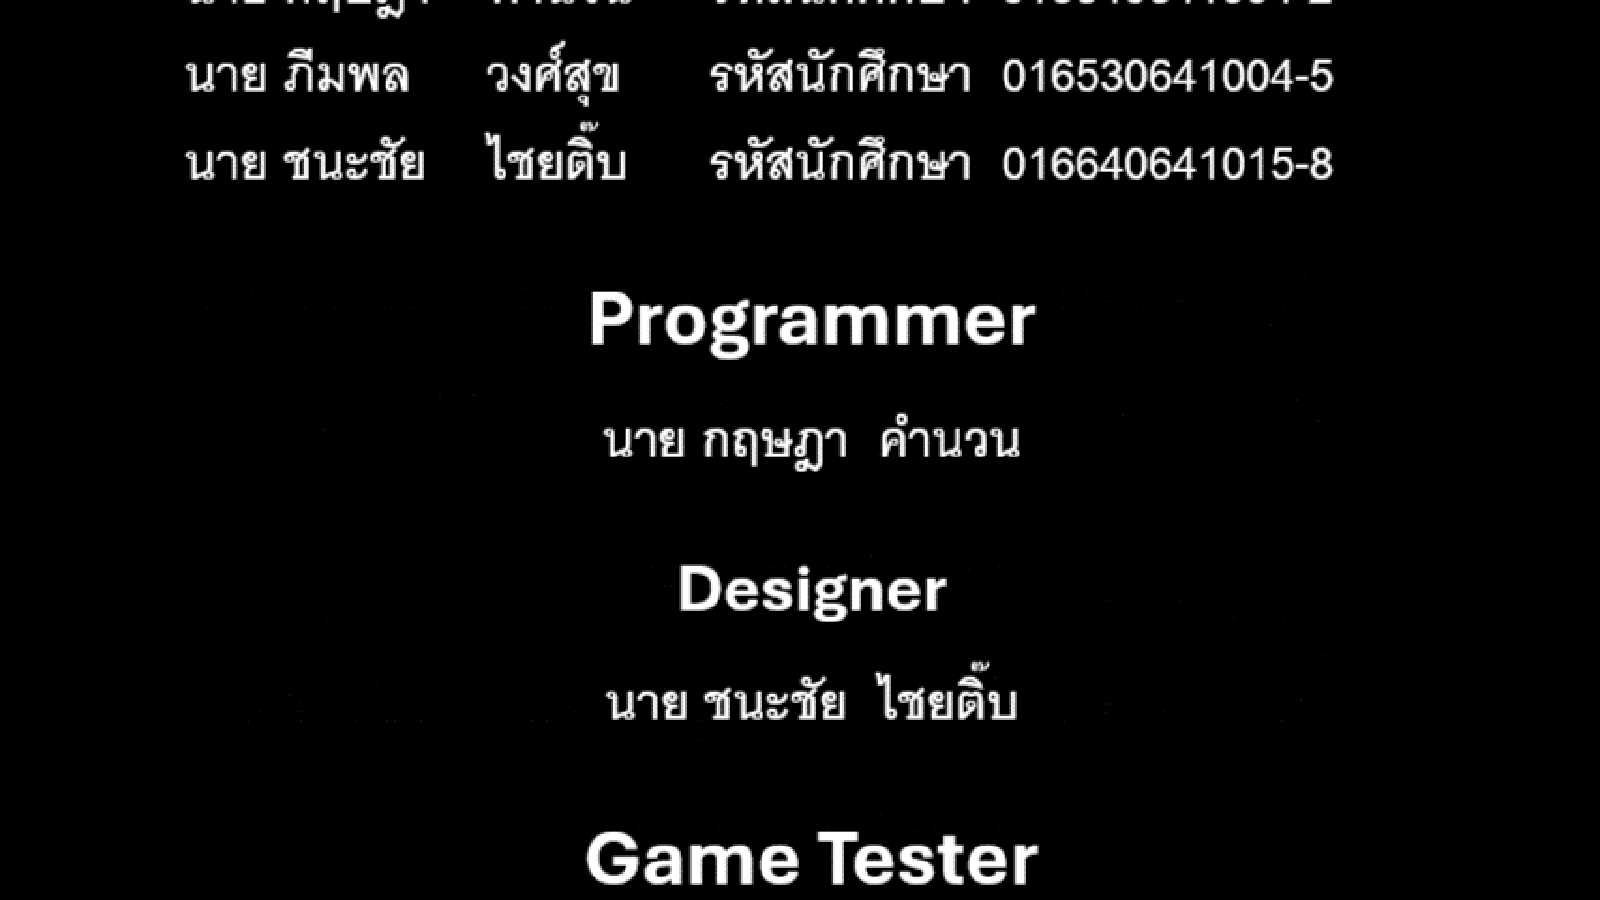 นาย ภีมพล วงศ์สุข รหัสนักศึกษา 016530641004-5
นาย ชนะชัย ไชยติ๊บ รหัสนักศึกษา 016640641015-8
Programmer
นาย กฤษฎา คำนวน
Designer
นาย ชนะชัย ไชยติ๊บ
Game Tester